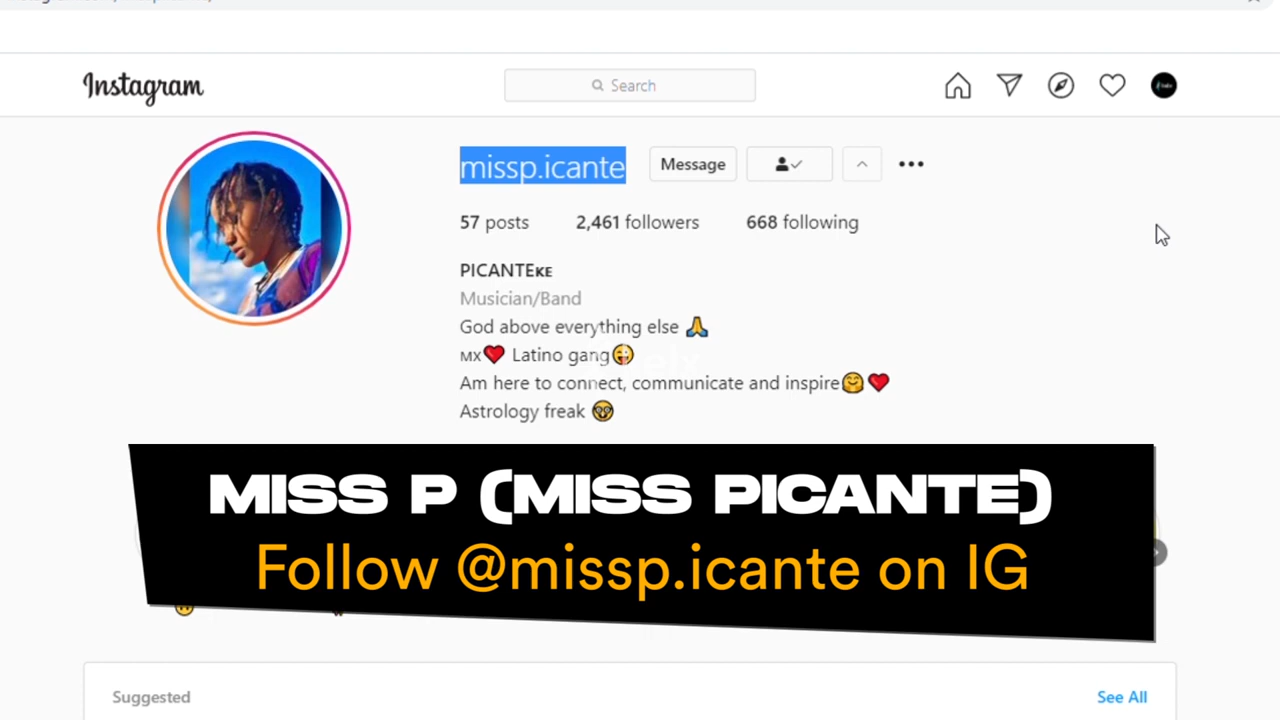 Instagram
Search
missp.icante Message
57 posts 2,461 followers 668 following
PICANTEᴋᴇ
Musician/Band
God above everything else 🙏
ᴍx❤️ Latino gang😜
Am here to connect, communicate and inspire🤗❤️
Astrology freak 🤓
MISS P (MISS PICANTE)
Follow @missp.icante on IG
Suggested See All